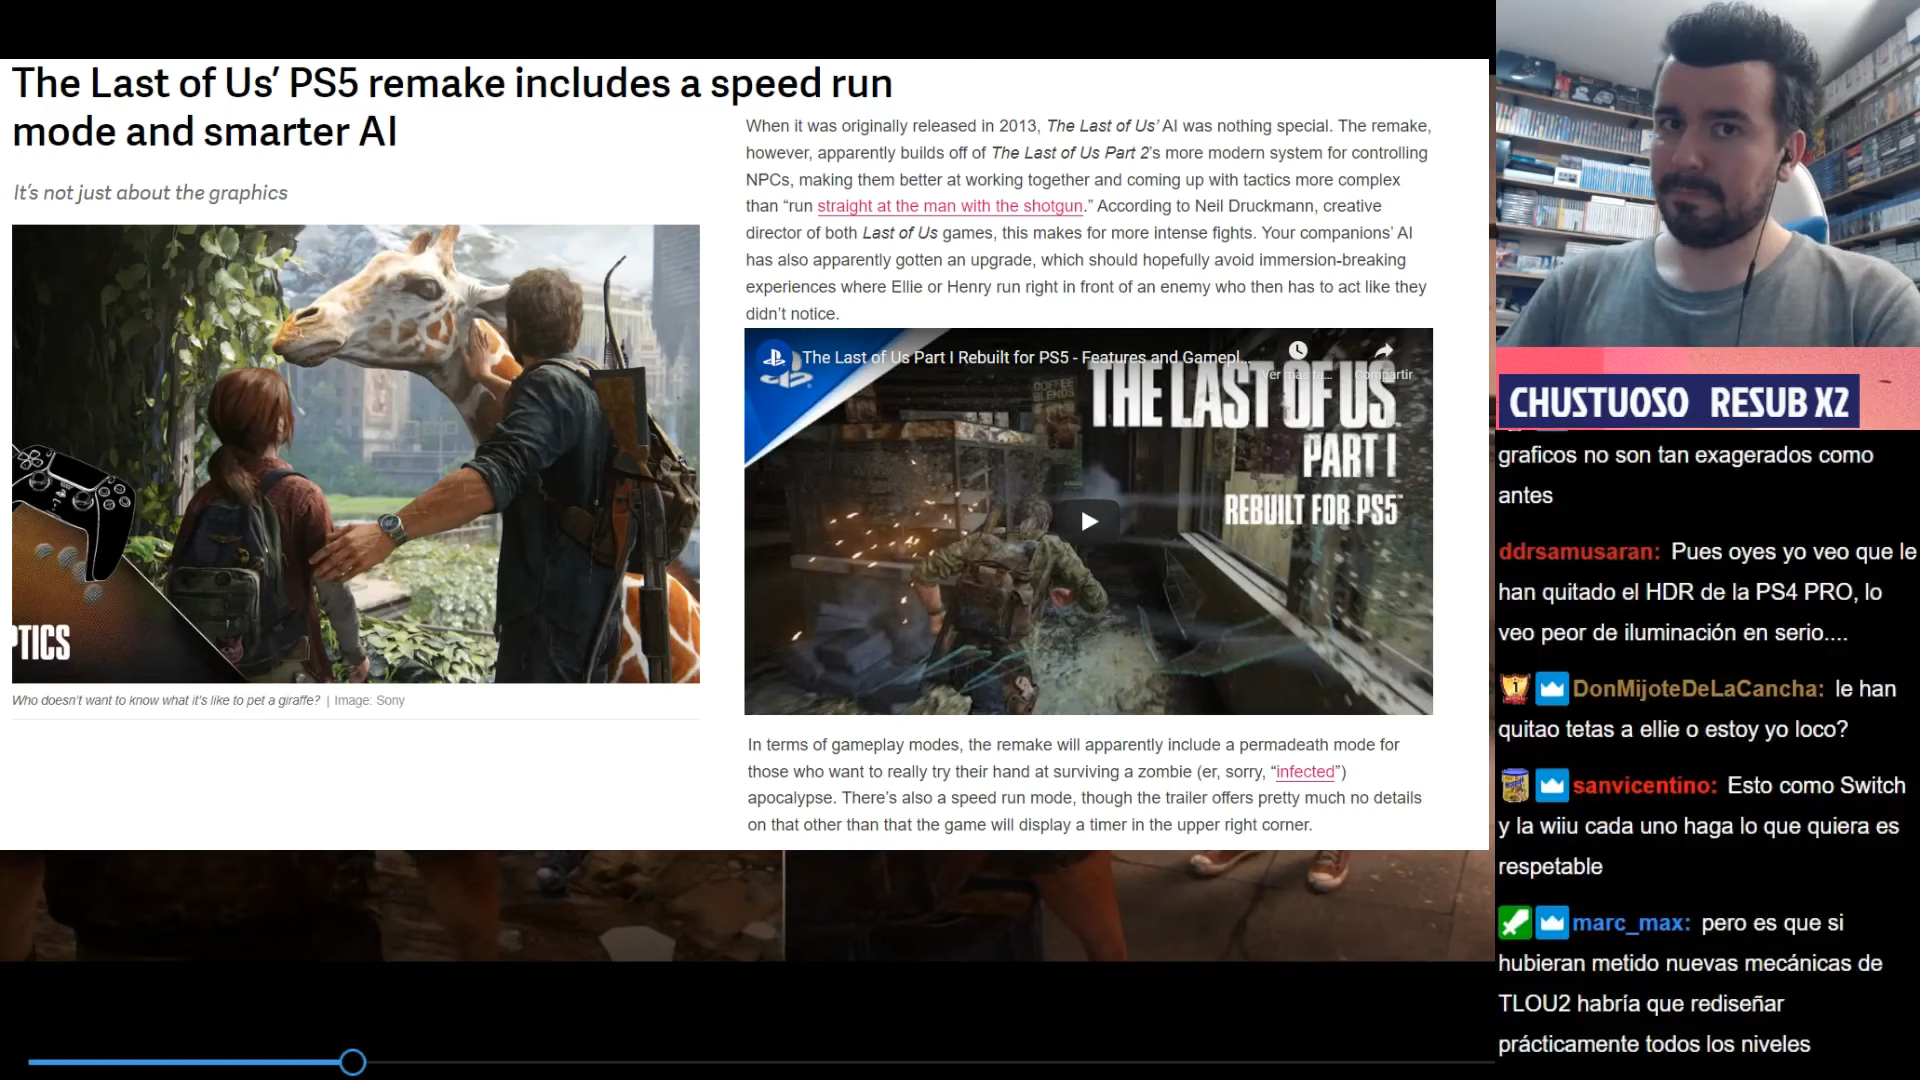 The Last of Us’ PS5 remake includes a speed run
mode and smarter AI
It’s not just about the graphics
PTICS
Who doesn’t want to know what it’s like to pet a giraffe? | Image: Sony
When it was originally released in 2013, The Last of Us’ AI was nothing special. The remake,
however, apparently builds off of The Last of Us Part 2’s more modern system for controlling
NPCs, making them better at working together and coming up with tactics more complex
than “run straight at the man with the shotgun.” According to Neil Druckmann, creative
director of both Last of Us games, this makes for more intense fights. Your companions’ AI
has also apparently gotten an upgrade, which should hopefully avoid immersion-breaking
experiences where Ellie or Henry run right in front of an enemy who then has to act like they
didn’t notice.
The Last of Us Part I Rebuilt for PS5 - Features and Gamepl...
Ver más ta...
Compartir
COFFEE
BLENDS
THE LAST OF US
PART I
REBUILT FOR PS5
In terms of gameplay modes, the remake will apparently include a permadeath mode for
those who want to really try their hand at surviving a zombie (er, sorry, “infected”)
apocalypse. There’s also a speed run mode, though the trailer offers pretty much no details
on that other than that the game will display a timer in the upper right corner.
CHUSTUOSO RESUB X2
graficos no son tan exagerados como
antes
ddrsamusaran: Pues oyes yo veo que le
han quitado el HDR de la PS4 PRO, lo
veo peor de iluminación en serio....
DonMijoteDeLaCancha: le han
quitao tetas a ellie o estoy yo loco?
sanvicentino: Esto como Switch
y la wiiu cada uno haga lo que quiera es
respetable
marc_max: pero es que si
hubieran metido nuevas mecánicas de
TLOU2 habría que rediseñar
prácticamente todos los niveles